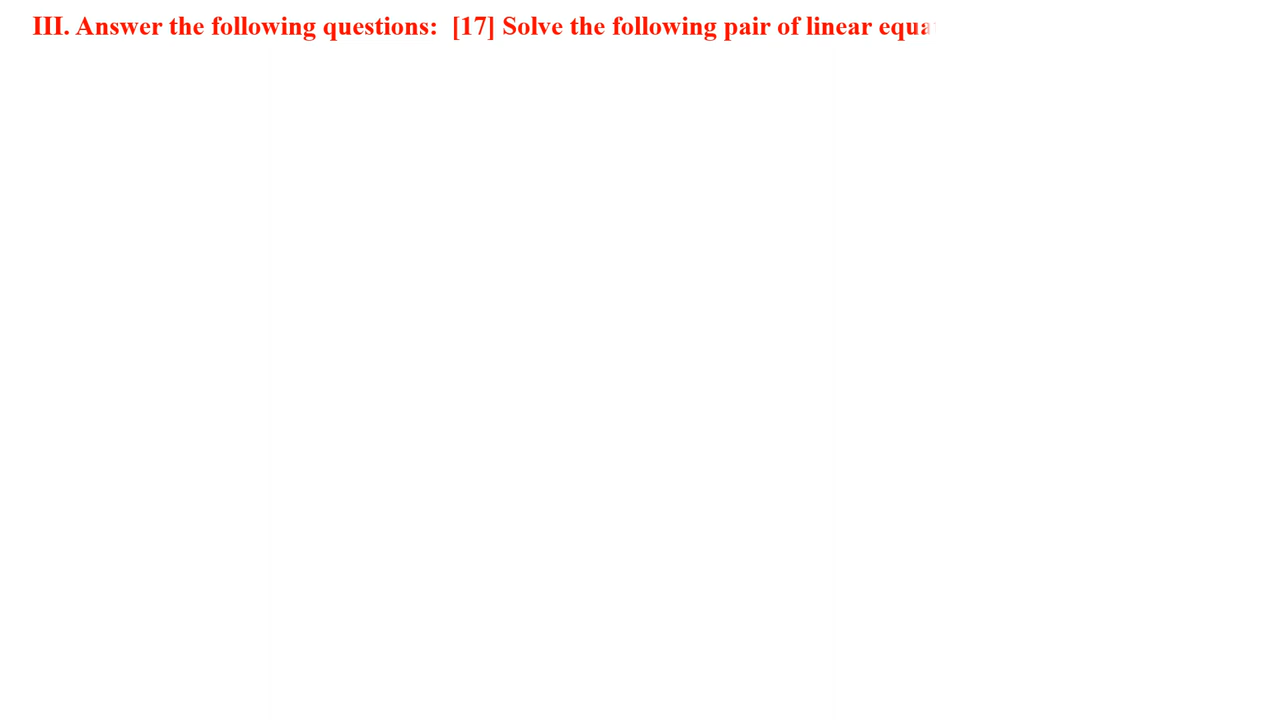 III. Answer the following questions: [17] Solve the following pair of linear equa